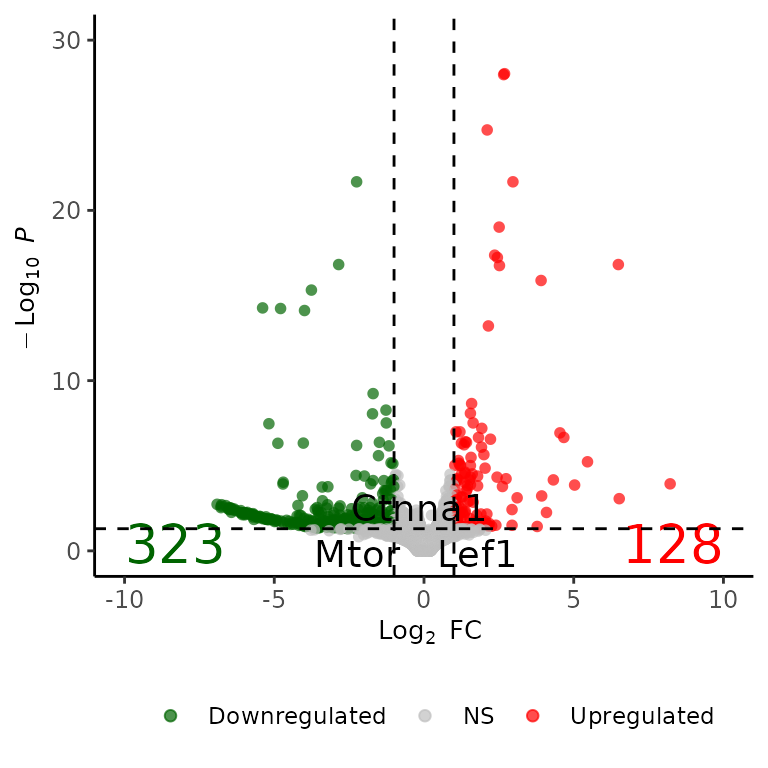 30
20
10
0
− Log10 P
Ctnna1
323
128
Mtor
Lef1
-10
-5
0
5
10
Log2 FC
Downregulated
NS
Upregulated